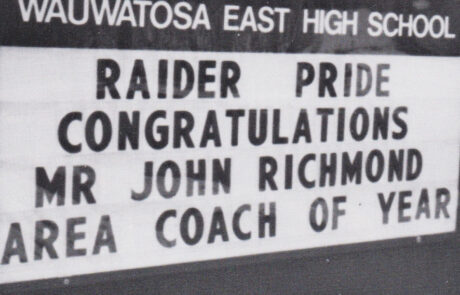 WAUWATOSA EAST HIGH SCHOOL
RAIDER PRIDE
CONGRATULATIONS
MR JOHN RICHMOND
AREA COACH OF YEAR